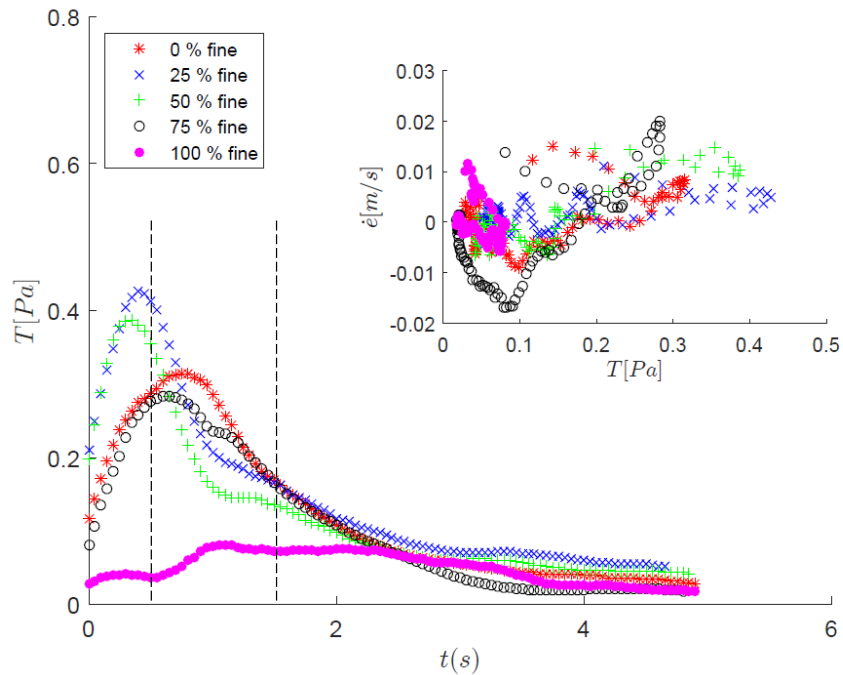 0.8
0.6
0.4
0.2
0
T[Pa]
0 2 4 6
t(s)
0 % fine
25 % fine
50 % fine
75 % fine
100 % fine
0.03
0.02
0.01
0
-0.01
-0.02
ė[m/s]
0 0.1 0.2 0.3 0.4 0.5
T[Pa]